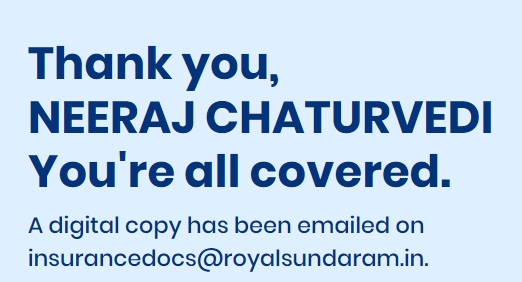 Thank you,
NEERAJ CHATURVEDI
You're all covered.
A digital copy has been emailed on
insurancedocs@royalsundaram.in.